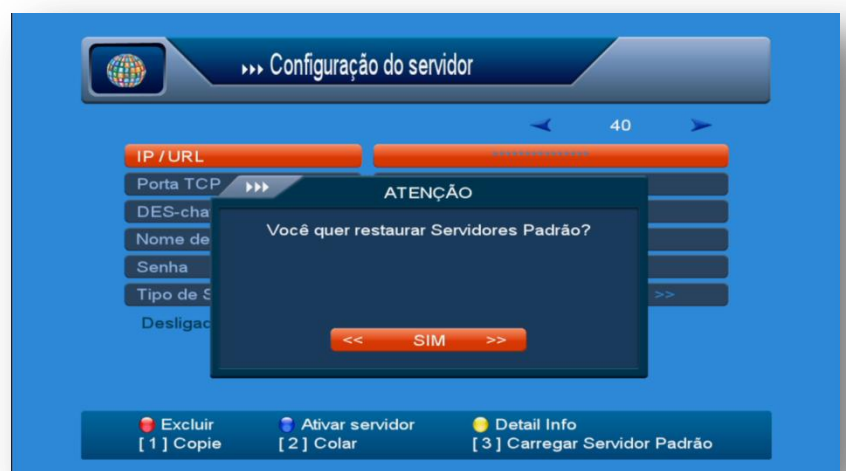 Configuração do servidor
40
IP / URL ***************
Porta TCP
DES-cha
Nome de
Senha
Tipo de S >>
Desligad
ATENÇÃO
Você quer restaurar Servidores Padrão?
<< SIM >>
Excluir Ativar servidor Detail Info
[ 1 ] Copie [ 2 ] Colar [ 3 ] Carregar Servidor Padrão